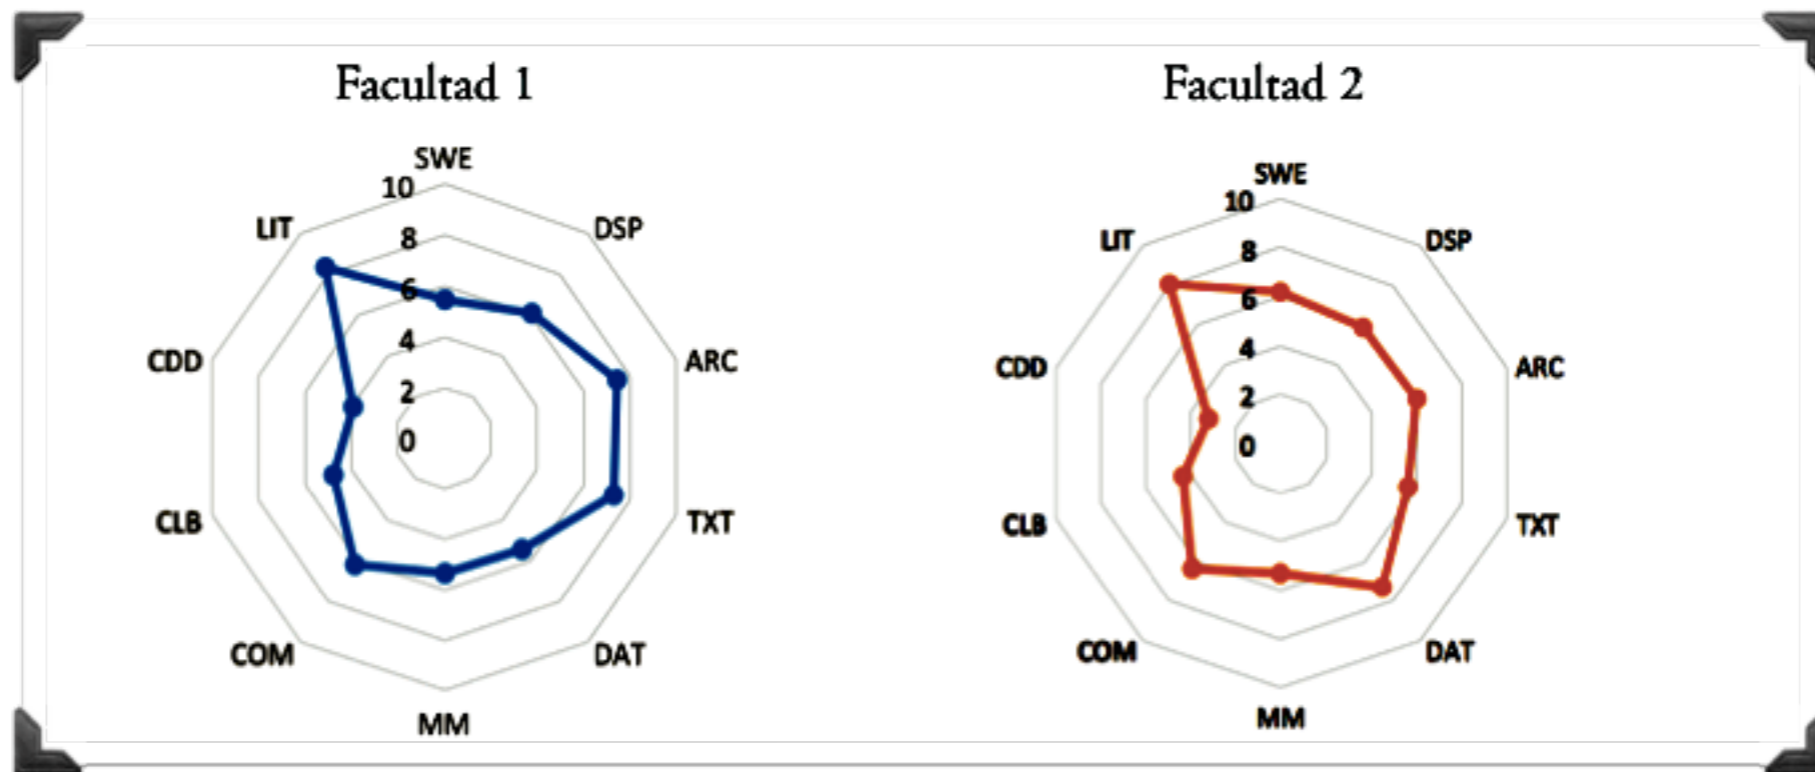 Facultad 1
SWE
10
8
6
4
2
0
DSP
ARC
TXT
DAT
MM
COM
CLB
CDD
LIT
Facultad 2
SWE
10
8
6
4
2
0
DSP
ARC
TXT
DAT
MM
COM
CLB
CDD
LIT